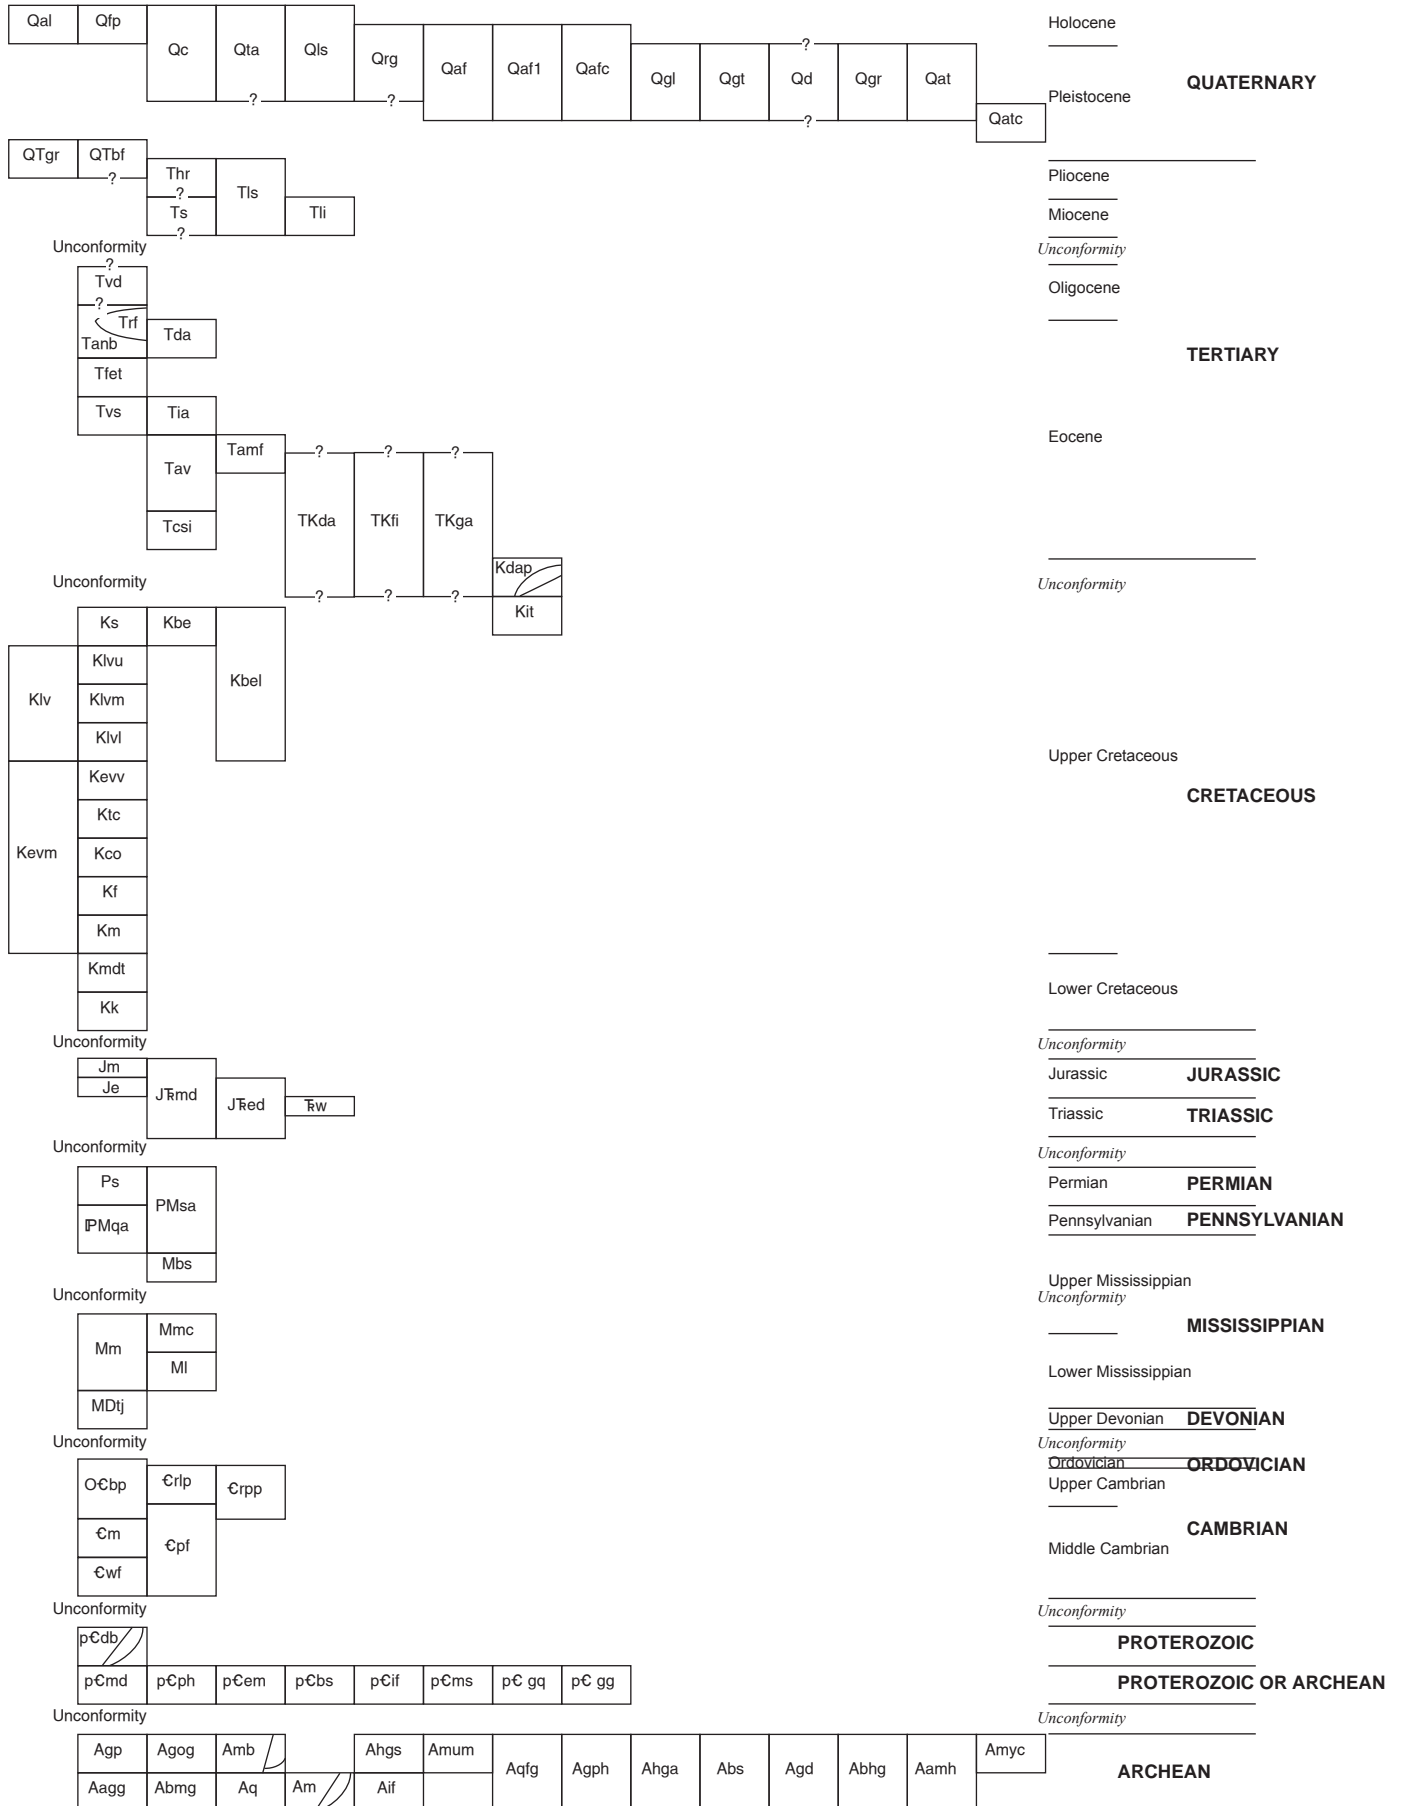 Qal Qfp Qc Qta Qls Qrg Qaf Qaf1 Qafc Qgl Qgt Qd Qgr Qat Qatc
? ? ? ?
Holocene
Pleistocene
QUATERNARY
QTgr QTbf Thr Tls
? ?
Ts Tli
?
Pliocene
Miocene
Unconformity Unconformity
?
Tvd
?
Trf
Tanb Tda
Tfet
Tvs Tia
Oligocene
TERTIARY
Tav Tamf ? ? ?
Tcsi TKda TKfi TKga
? ? ?
Kdap
Kit
Eocene
Unconformity Unconformity
Ks Kbe Kbel
Klvu
Klv Klvm
Klvl
Kevv
Ktc
Kevm Kco
Kf
Km
Kmdt
Kk
Upper Cretaceous
CRETACEOUS
Lower Cretaceous
Unconformity Unconformity
Jm
Je JꞆmd JꞆed Ꞇw
Jurassic JURASSIC
Triassic TRIASSIC
Unconformity Unconformity
Ps PMsa
ⅠPMqa
Mbs
Permian PERMIAN
Pennsylvanian PENNSYLVANIAN
Upper Mississippian
Unconformity Unconformity
Mm Mmc
Ml
MDtj
MISSISSIPPIAN
Lower Mississippian
Upper Devonian DEVONIAN
Unconformity Unconformity
Ordovician ORDOVICIAN
O€bp €rlp €rpp
€m €pf
€wf
Upper Cambrian
CAMBRIAN
Middle Cambrian
Unconformity Unconformity
p€db PROTEROZOIC
p€md p€ph p€em p€bs p€if p€ms p€ gq p€ gg PROTEROZOIC OR ARCHEAN
Unconformity Unconformity
Agp Agog Amb Ahgs Amum Aqfg Agph Ahga Abs Agd Abhg Aamh Amyc
Aagg Abmg Aq Am Aif
ARCHEAN